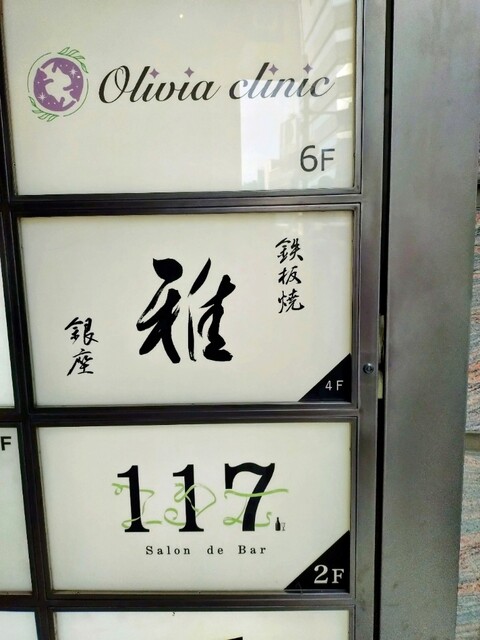 Olivia clinic
6F
鉄板焼
雅
銀座
4F
F
117
Salon de Bar
2F